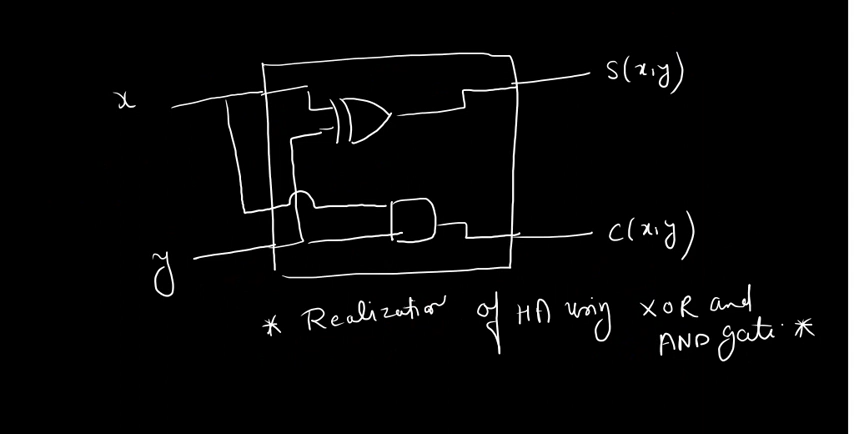 x
S(x,y)
y
C(x,y)
* Realization of HA using XOR and
AND gate. *